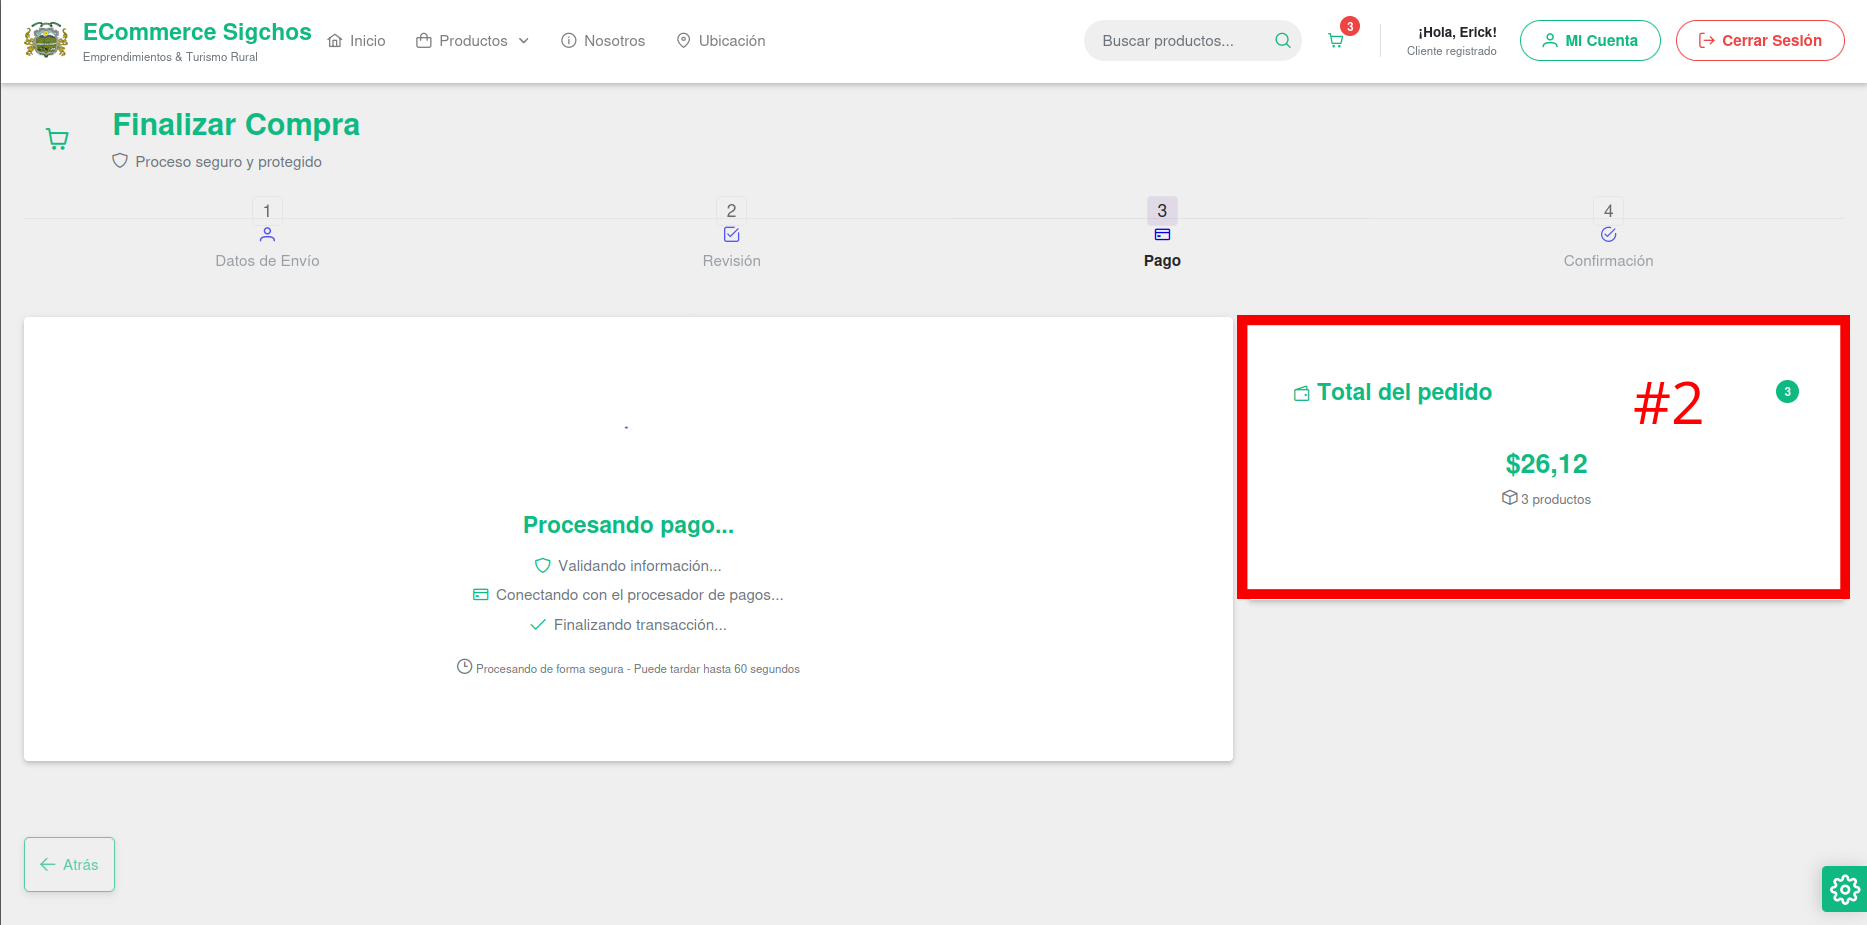 ECommerce Sigchos
Emprendimientos & Turismo Rural
Inicio
Productos
Nosotros
Ubicación
Buscar productos...
3
¡Hola, Erick!
Cliente registrado
Mi Cuenta
Cerrar Sesión
Finalizar Compra
Proceso seguro y protegido
1
Datos de Envío
2
Revisión
3
Pago
4
Confirmación
Procesando pago...
Validando información...
Conectando con el procesador de pagos...
Finalizando transacción...
Procesando de forma segura - Puede tardar hasta 60 segundos
Total del pedido
#2
3
$26,12
3 productos
Atrás